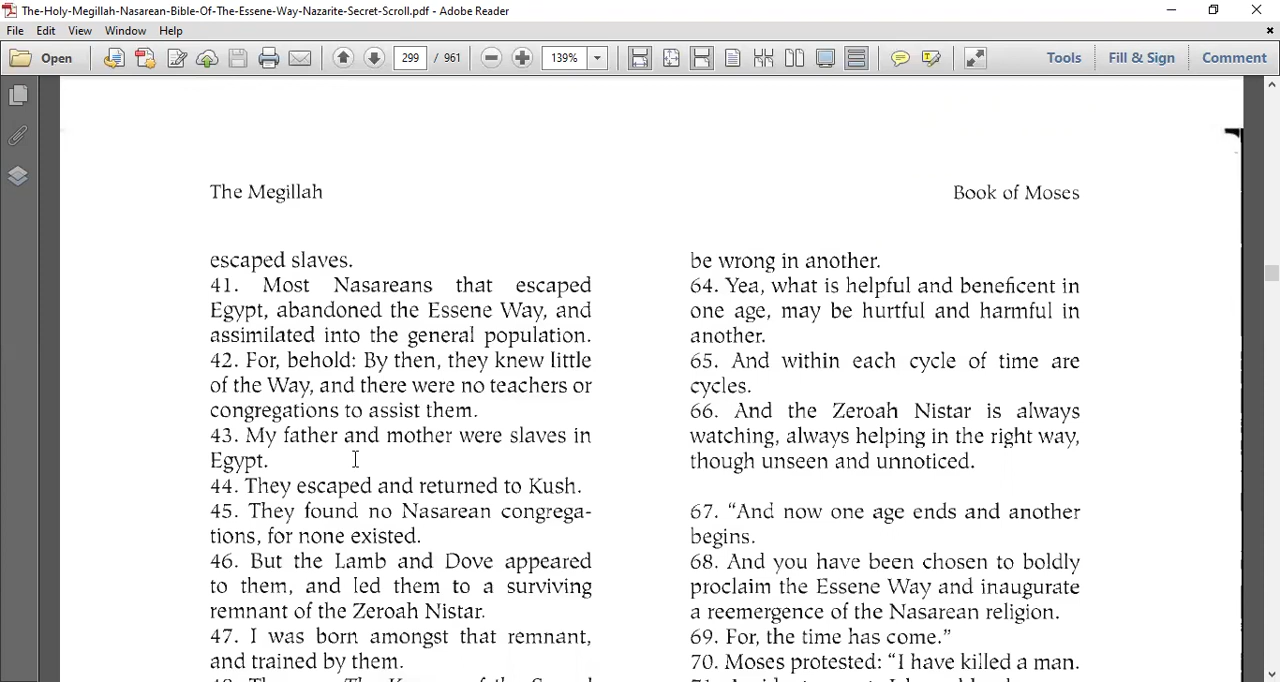 The-Holy-Megillah-Nasarean-Bible-Of-The-Essene-Way-Nazarite-Secret-Scroll.pdf - Adobe Reader
File Edit View Window Help
Open 299 / 961 139% Tools Fill & Sign Comment
The Megillah
Book of Moses
escaped slaves.
41. Most Nasareans that escaped
Egypt, abandoned the Essene Way, and
assimilated into the general population.
42. For, behold: By then, they knew little
of the Way, and there were no teachers or
congregations to assist them.
43. My father and mother were slaves in
Egypt.
44. They escaped and returned to Kush.
45. They found no Nasarean congrega-
tions, for none existed.
46. But the Lamb and Dove appeared
to them, and led them to a surviving
remnant of the Zeroah Nistar.
47. I was born amongst that remnant,
and trained by them.
be wrong in another.
64. Yea, what is helpful and beneficent in
one age, may be hurtful and harmful in
another.
65. And within each cycle of time are
cycles.
66. And the Zeroah Nistar is always
watching, always helping in the right way,
though unseen and unnoticed.
67. “And now one age ends and another
begins.
68. And you have been chosen to boldly
proclaim the Essene Way and inaugurate
a reemergence of the Nasarean religion.
69. For, the time has come.”
70. Moses protested: “I have killed a man.